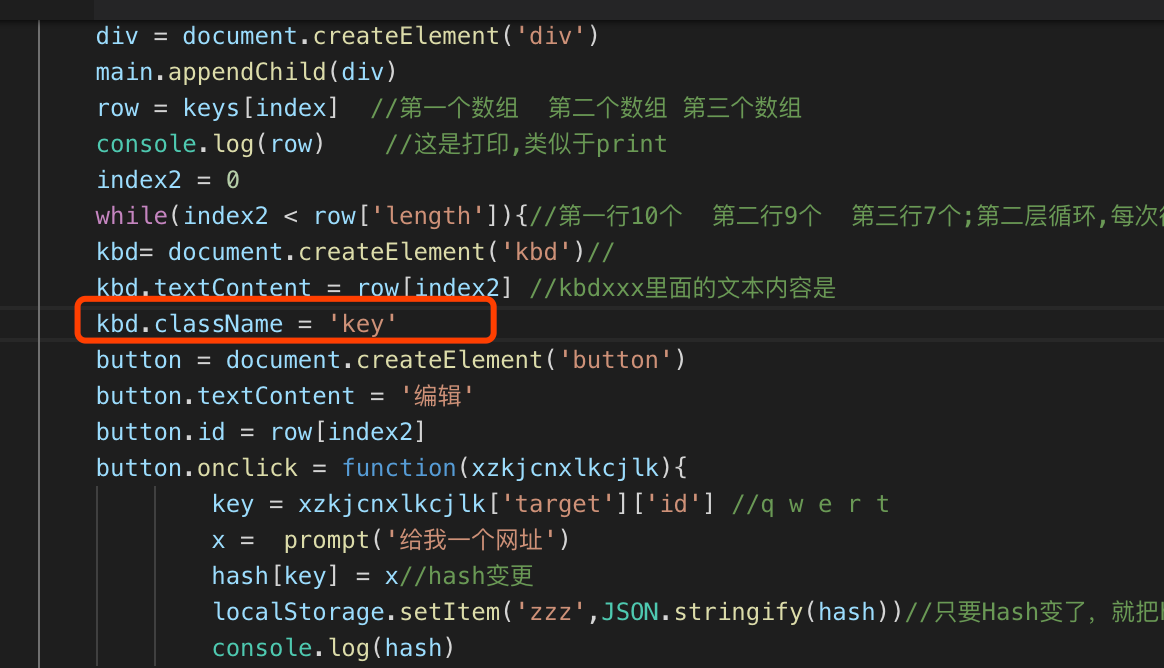 div = document.createElement('div')
main.appendChild(div)
row = keys[index]  //第一个数组  第二个数组 第三个数组
console.log(row)    //这是打印,类似于print
index2 = 0
while(index2 < row['length']){//第一行10个  第二行9个  第三行7个;第二层循环,每次
kbd= document.createElement('kbd')//
kbd.textContent = row[index2] //kbdxxx里面的文本内容是
kbd.className = 'key'
button = document.createElement('button')
button.textContent = '编辑'
button.id = row[index2]
button.onclick = function(xzkjcnxlkcjlk){
key = xzkjcnxlkcjlk['target']['id'] //q w e r t
x =  prompt('给我一个网址')
hash[key] = x//hash变更
localStorage.setItem('zzz',JSON.stringify(hash))//只要Hash变了, 就把
console.log(hash)